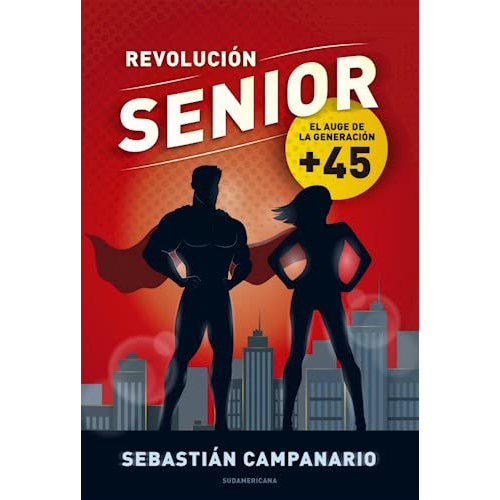 REVOLUCIÓN
SENIOR
EL AUGE DE
LA GENERACIÓN
+45
SEBASTIÁN CAMPANARIO
SUDAMERICANA